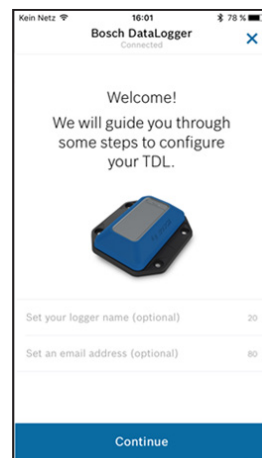 Kein Netz 16:01 78 %
Bosch DataLogger
Connected
Welcome!
We will guide you through
some steps to configure
your TDL.
Set your logger name (optional) 20
Set an email address (optional) 80
Continue